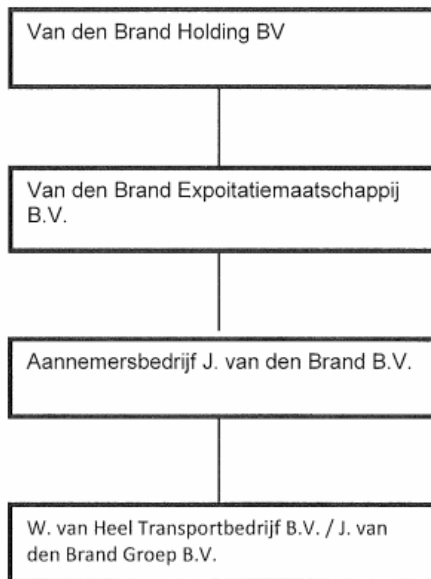 Van den Brand Holding BV
Van den Brand Expoitatiemaatschappij
B.V.
Aannemersbedrijf J. van den Brand B.V.
W. van Heel Transportbedrijf B.V. / J. van
den Brand Groep B.V.